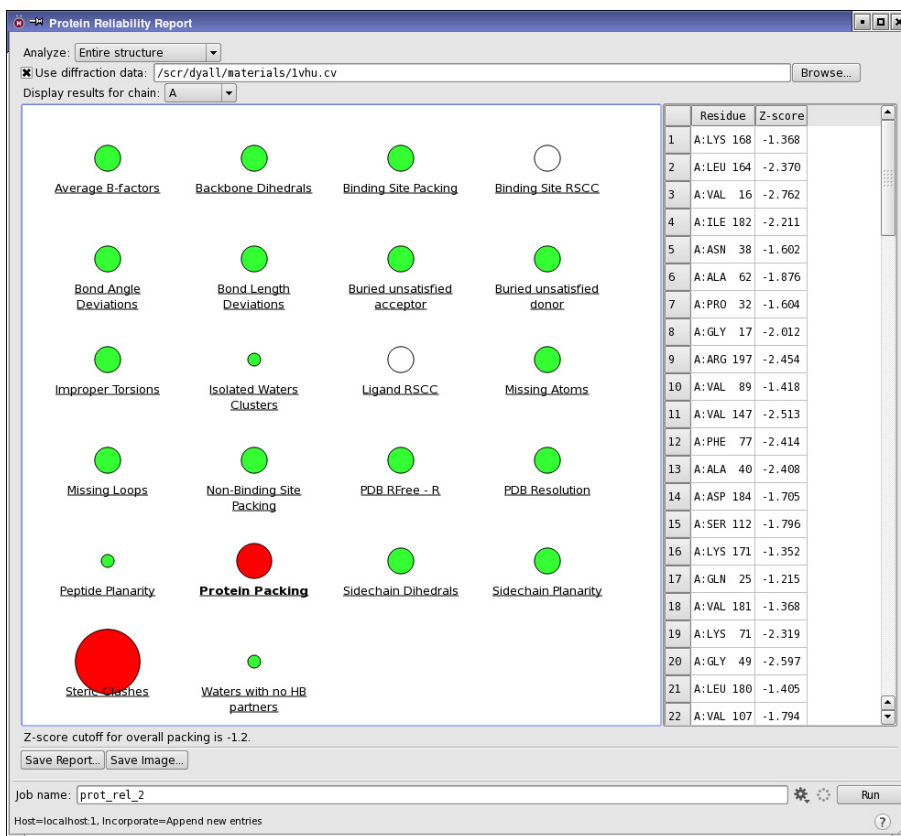 Protein Reliability Report
Analyze: Entire structure
Use diffraction data: /scr/dyall/materials/1vhu.cv Browse...
Display results for chain: A
Average B-factors Backbone Dihedrals Binding Site Packing Binding Site RSCC
Bond Angle Bond Length Buried unsatisfied Buried unsatisfied
Deviations Deviations acceptor donor
Improper Torsions Isolated Waters Ligand RSCC Missing Atoms
Clusters
Missing Loops Non-Binding Site PDB RFree - R PDB Resolution
Packing
Peptide Planarity Protein Packing Sidechain Dihedrals Sidechain Planarity
Steric Clashes Waters with no HB
partners
Residue Z-score
1 A:LYS 168 -1.368
2 A:LEU 164 -2.370
3 A:VAL 16 -2.762
4 A:ILE 182 -2.211
5 A:ASN 38 -1.602
6 A:ALA 62 -1.876
7 A:PRO 32 -1.604
8 A:GLY 17 -2.012
9 A:ARG 197 -2.454
10 A:VAL 89 -1.418
11 A:VAL 147 -2.513
12 A:PHE 77 -2.414
13 A:ALA 40 -2.408
14 A:ASP 184 -1.705
15 A:SER 112 -1.796
16 A:LYS 171 -1.352
17 A:GLN 25 -1.215
18 A:VAL 181 -1.368
19 A:LYS 71 -2.319
20 A:GLY 49 -2.597
21 A:LEU 180 -1.405
22 A:VAL 107 -1.794
Z-score cutoff for overall packing is -1.2.
Save Report... Save Image...
Job name: prot_rel_2 Run
Host=localhost:1, Incorporate=Append new entries ?